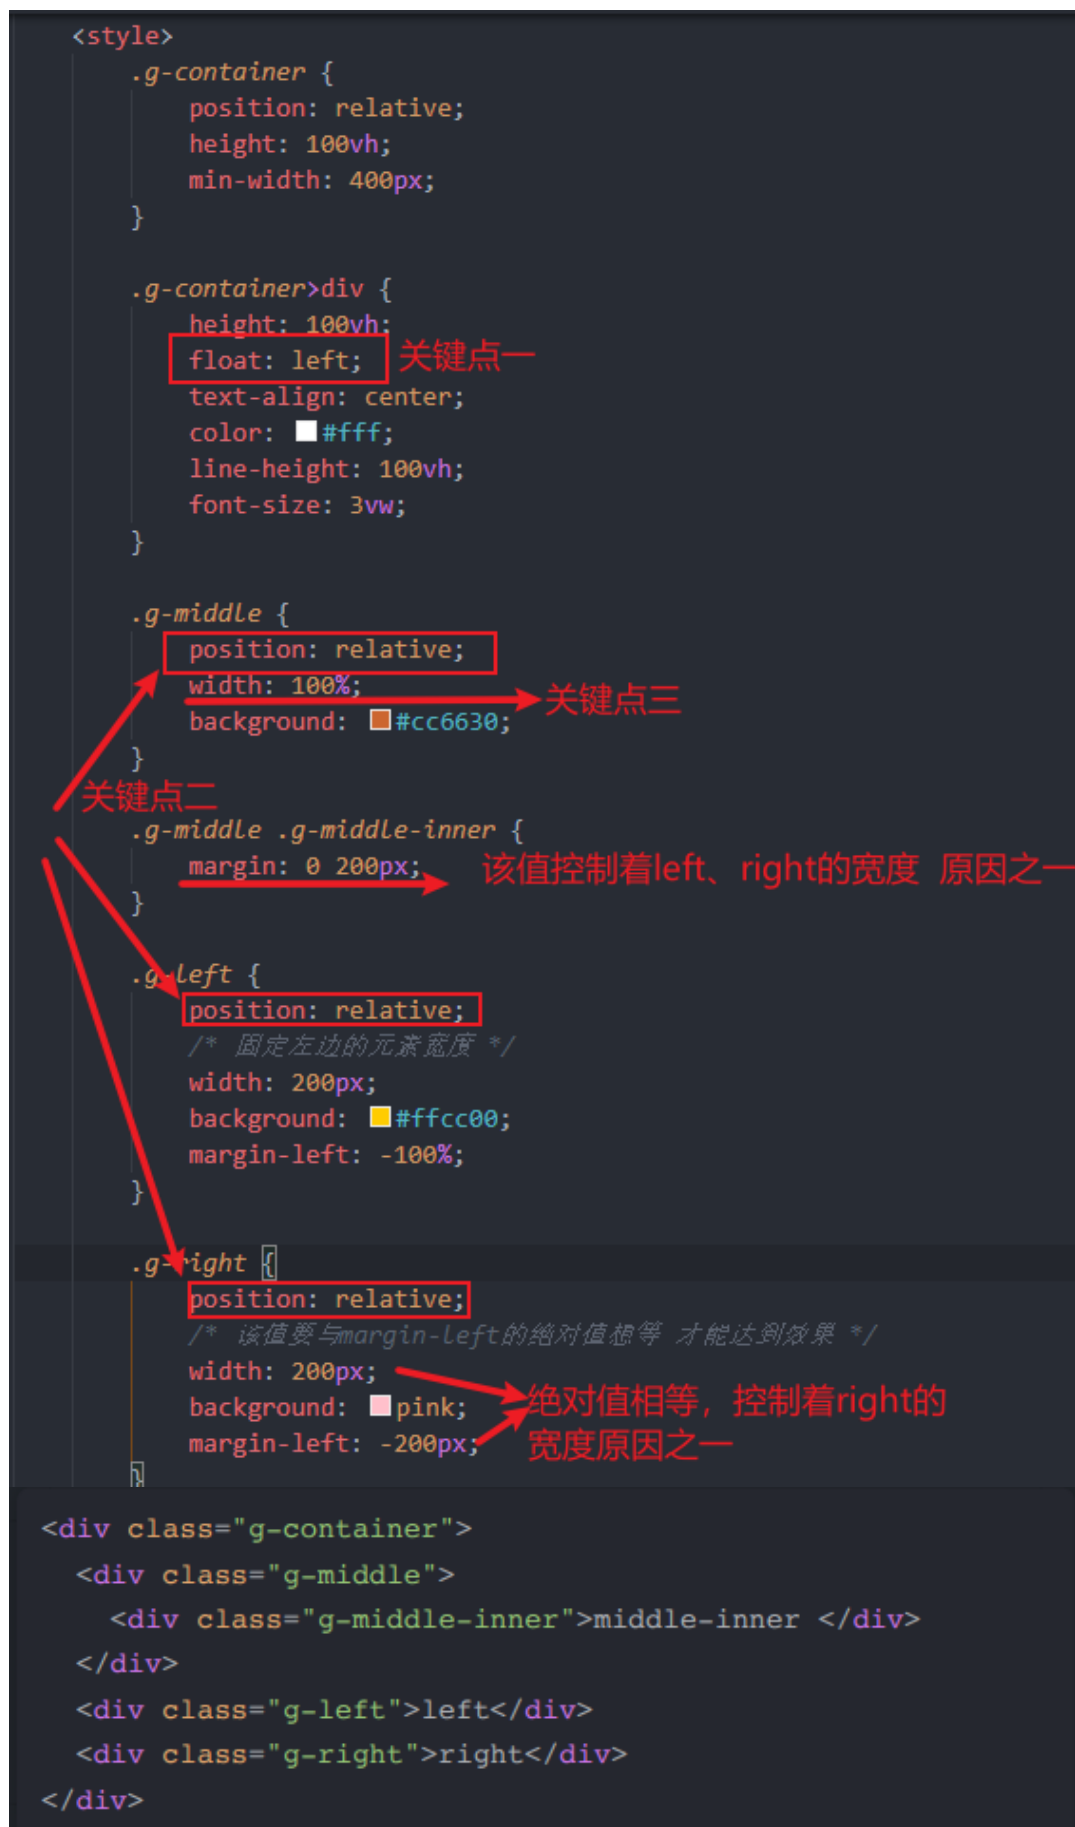 <style>
.g-container {
position: relative;
height: 100vh;
min-width: 400px;
}
.g-container>div {
height: 100vh;
float: left; 关键点一
text-align: center;
color: #fff;
line-height: 100vh;
font-size: 3vw;
}
.g-middle {
position: relative;
width: 100%; 关键点三
background: #cc6630;
}
关键点二
.g-middle .g-middle-inner {
margin: 0 200px; 该值控制着left、right的宽度 原因之一
}
.g-left {
position: relative;
/* 固定左边的元素宽度 */
width: 200px;
background: #ffcc00;
margin-left: -100%;
}
.g-right {
position: relative;
/* 该值要与margin-left的绝对值相等 才能达到效果 */
width: 200px;
background: pink; 绝对值相等，控制着right的
margin-left: -200px; 宽度原因之一
}
<div class="g-container">
<div class="g-middle">
<div class="g-middle-inner">middle-inner </div>
</div>
<div class="g-left">left</div>
<div class="g-right">right</div>
</div>